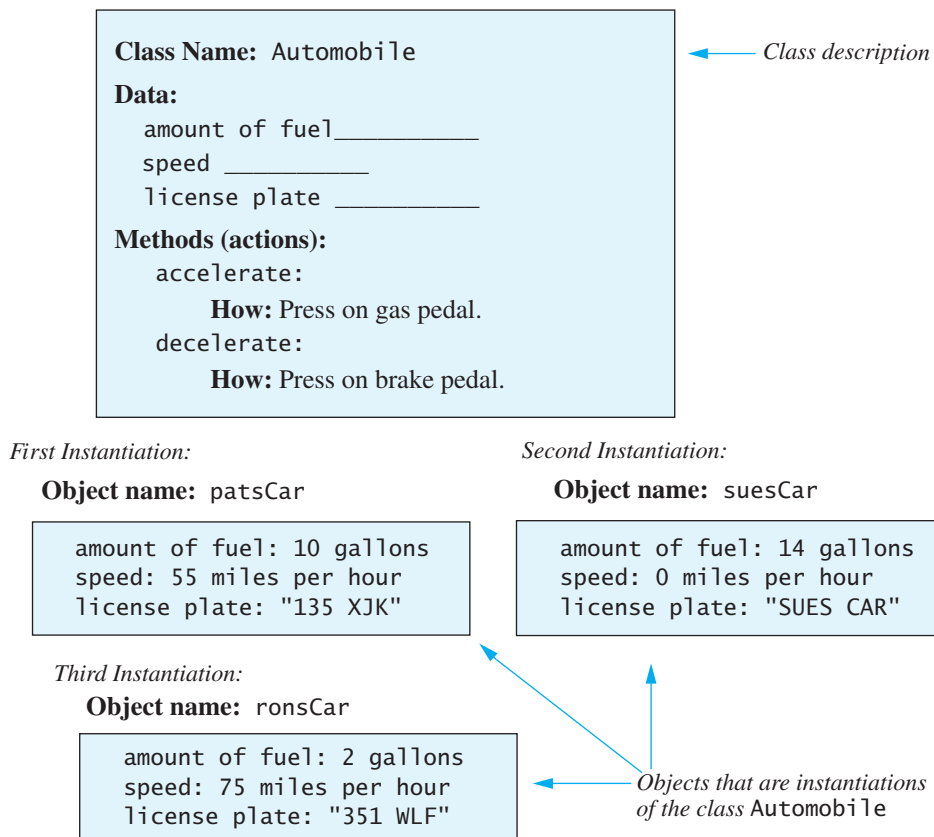 Class Name: Automobile
Class description
Data:
amount of fuel__________
speed __________
license plate __________
Methods (actions):
accelerate:
How: Press on gas pedal.
decelerate:
How: Press on brake pedal.
First Instantiation:
Object name: patsCar
amount of fuel: 10 gallons
speed: 55 miles per hour
license plate: "135 XJK"
Second Instantiation:
Object name: suesCar
amount of fuel: 14 gallons
speed: 0 miles per hour
license plate: "SUES CAR"
Third Instantiation:
Object name: ronsCar
amount of fuel: 2 gallons
speed: 75 miles per hour
license plate: "351 WLF"
Objects that are instantiations
of the class Automobile